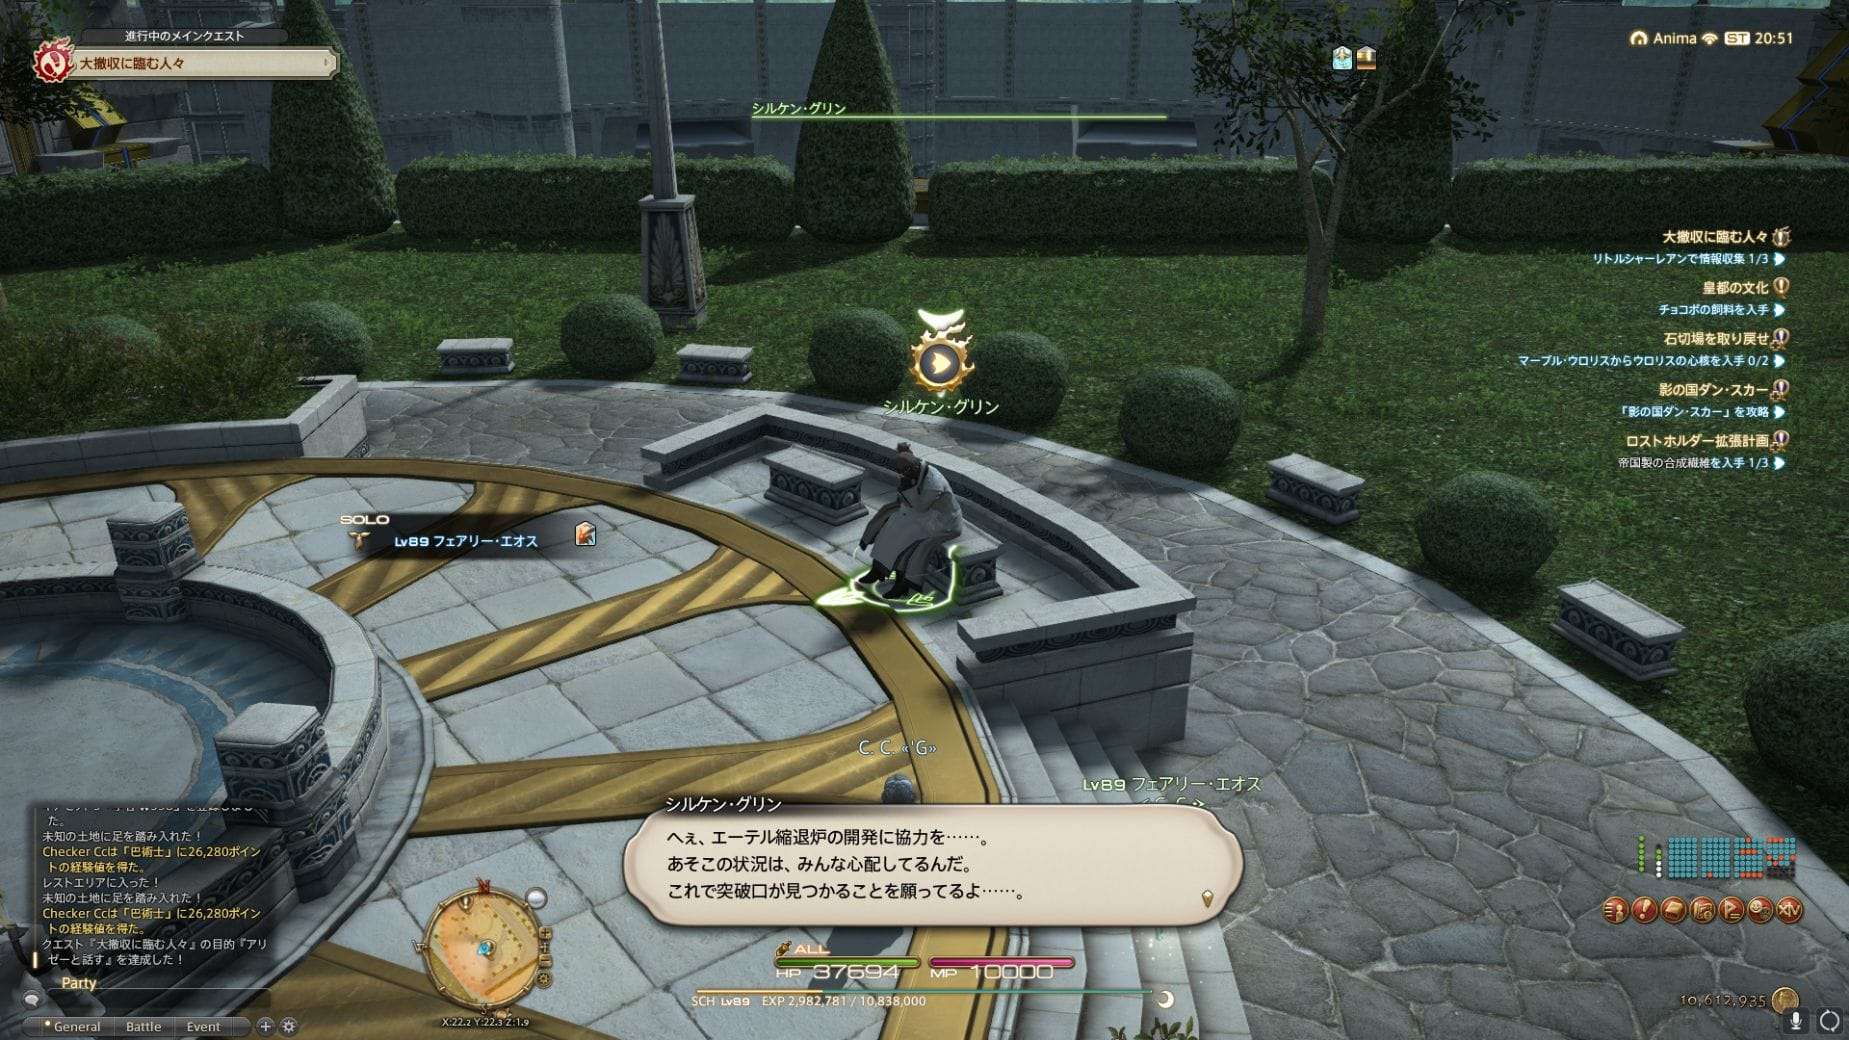 進行中のメインクエスト
大撤収に臨む人々
Anima ST 20:51
シルケン・グリン
大撤収に臨む人々
リトルシャーレアンで情報収集 1/3
皇都の文化
チョコボの飼料を入手
石切場を取り戻せ
マーブル・ウロリスからウロリスの心核を入手 0/2
影の国ダン・スカー
「影の国ダン・スカー」を攻略
ロストホルダー拡張計画
帝国製の合成繊維を入手 1/3
シルケン・グリン
SOLO
Lv89 フェアリー・エオス
C. C. «'G»
Lv89 フェアリー・エオス
シルケン・グリン
へぇ、エーテル縮退炉の開発に協力を……。
あそこの状況は、みんな心配してるんだ。
これで突破口が見つかることを願ってるよ……。
た。
未知の土地に足を踏み入れた！
Checker Ccは「巴術士」に26,280ポイン
トの経験値を得た。
レストエリアに入った！
未知の土地に足を踏み入れた！
Checker Ccは「巴術士」に26,280ポイン
トの経験値を得た。
クエスト『大撤収に臨む人々』の目的『アリ
ゼーと話す』を達成した！
Party
General Battle Event
N
X:22.2 Y:22.3 Z:1.9
ALL
HP 37694 MP 10000
SCH Lv89 EXP 2,982,781 / 10,838,000
XIV
10,612,935